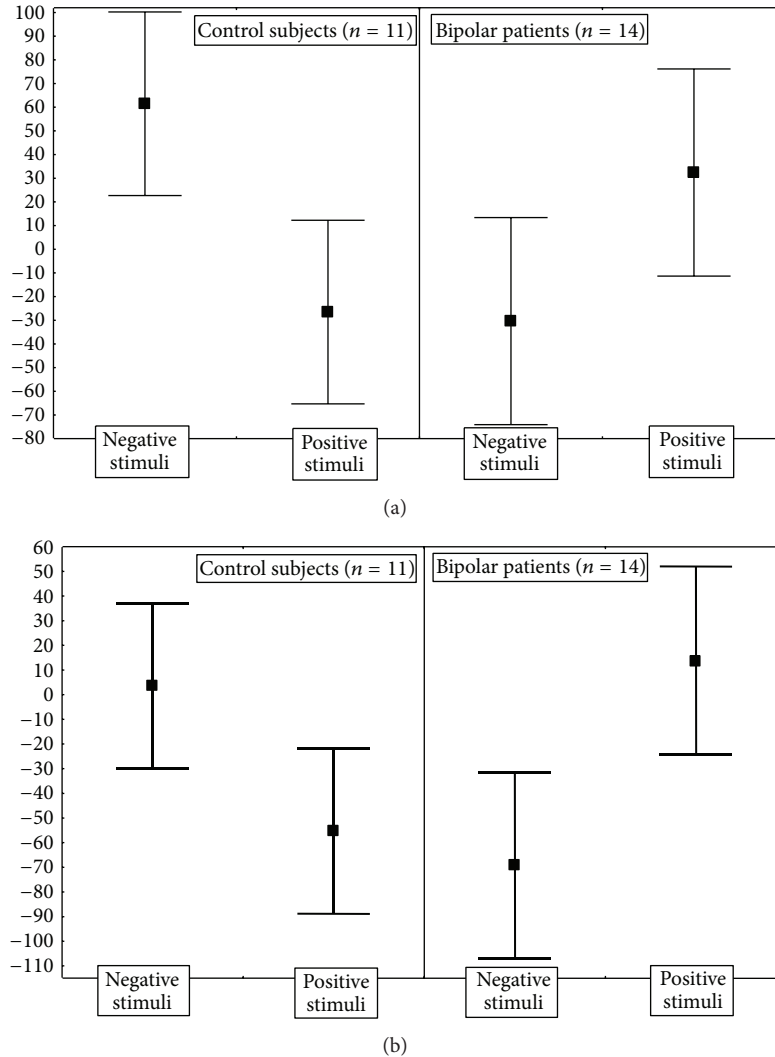 100
90
80
70
60
50
40
30
20
10
0
−10
−20
−30
−40
−50
−60
−70
−80
Control subjects (n = 11)
Bipolar patients (n = 14)
Negative
stimuli
Positive
stimuli
Negative
stimuli
Positive
stimuli
(a)
60
50
40
30
20
10
0
−10
−20
−30
−40
−50
−60
−70
−80
−90
−100
−110
Control subjects (n = 11)
Bipolar patients (n = 14)
Negative
stimuli
Positive
stimuli
Negative
stimuli
Positive
stimuli
(b)